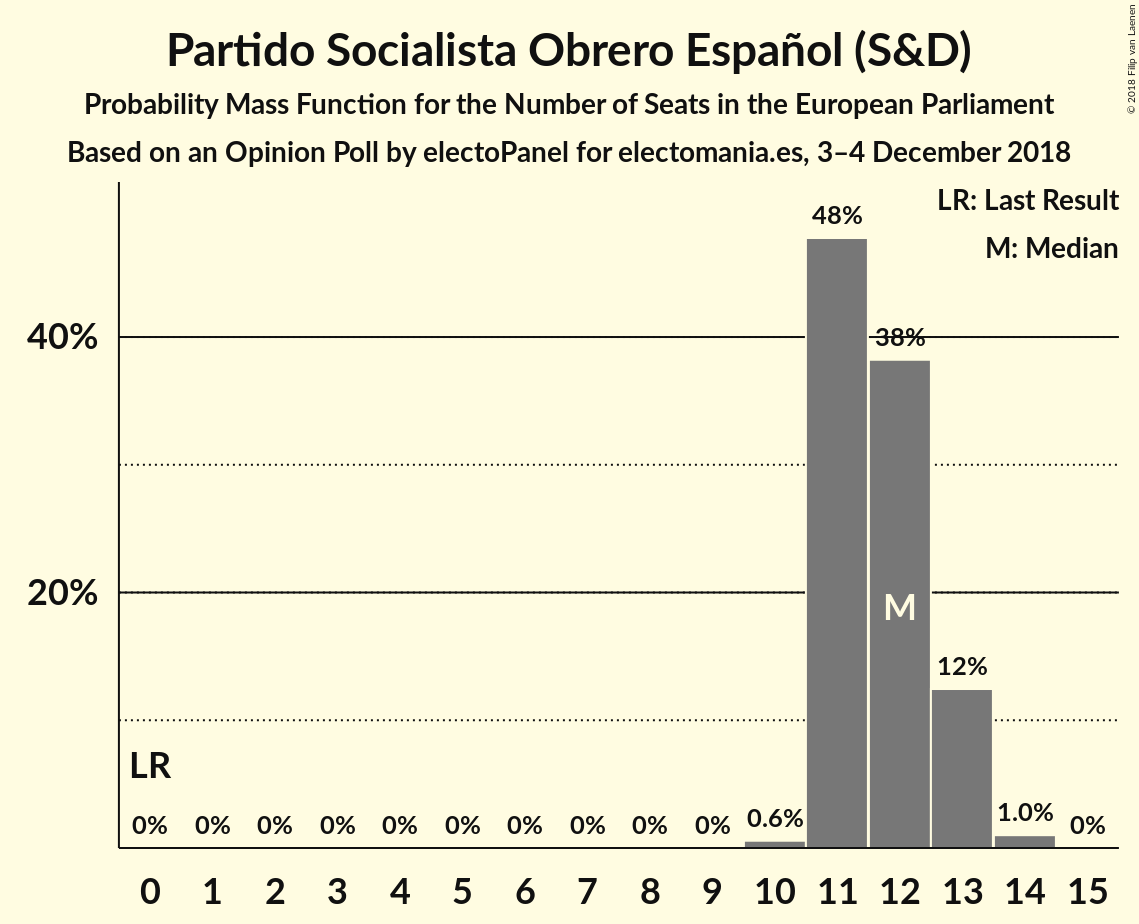 Partido Socialista Obrero Español (S&D)
Probability Mass Function for the Number of Seats in the European Parliament
Based on an Opinion Poll by electoPanel for electomania.es, 3–4 December 2018
© 2018 Filip van Laenen
LR: Last Result
M: Median
48%
40%
38%
20%
M
12%
LR
0% 0% 0% 0% 0% 0% 0% 0% 0% 0% 0.6% 1.0% 0%
0 1 2 3 4 5 6 7 8 9 10 11 12 13 14 15